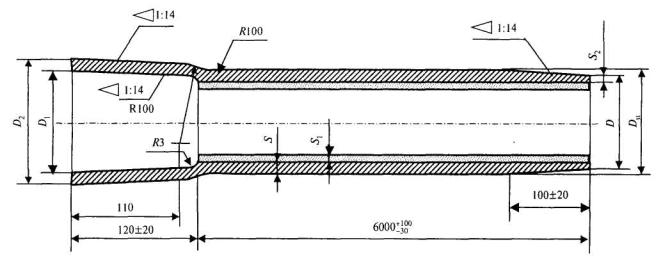 ◁ 1:14
R100
◁ 1:14
S₂
◁ 1:14
R100
D₂
D₁
R3
S
S₁
D
110
100±20
120±20
6000 +100 -30